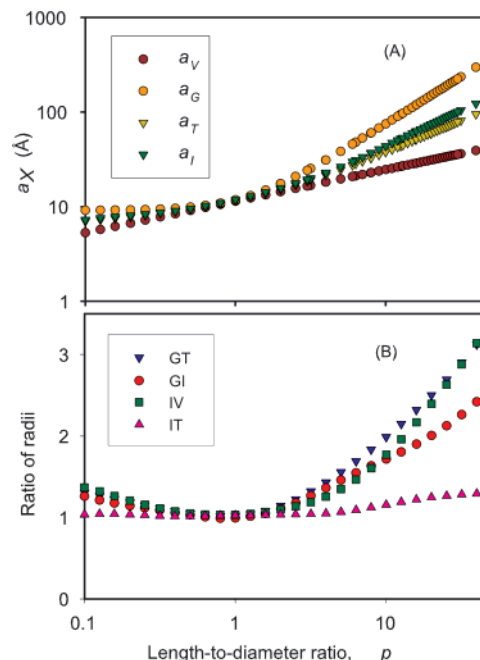 1000
(A)
a_V
a_G
a_T
a_I
100
a_X (Å)
10
1
3
(B)
GT
GI
IV
IT
2
Ratio of radii
1
0
0.1 1 10
Length-to-diameter ratio, p